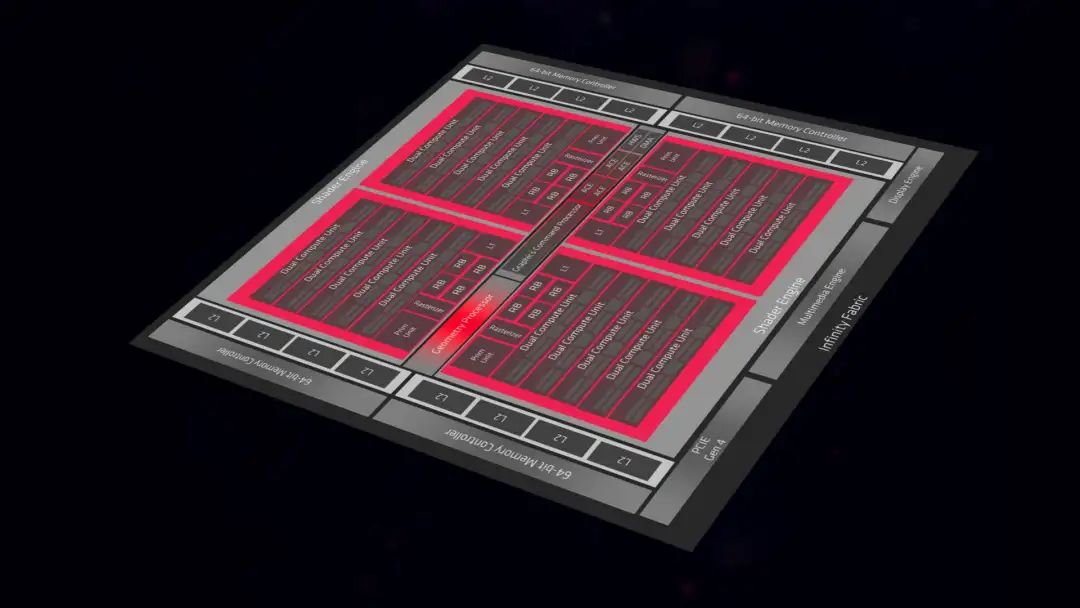 64-bit Memory Controller
L2
L2
L2
L2
64-bit Memory Controller
L2
L2
L2
L2
Shader Engine
Dual Compute Unit
Dual Compute Unit
Dual Compute Unit
Dual Compute Unit
Dual Compute Unit
Prim
Unit
Rasterizer
RB
RB
RB
RB
L1
HWS
DMA
ACE
ACE
ACE
ACE
Graphics Command Processor
Prim
Unit
Rasterizer
RB
RB
RB
RB
L1
Dual Compute Unit
Dual Compute Unit
Dual Compute Unit
Dual Compute Unit
Dual Compute Unit
Dual Compute Unit
Dual Compute Unit
Dual Compute Unit
Dual Compute Unit
Dual Compute Unit
L1
RB
RB
RB
RB
Rasterizer
Prim
Unit
Geometry Processor
L1
RB
RB
RB
RB
Rasterizer
Prim
Unit
Dual Compute Unit
Dual Compute Unit
Dual Compute Unit
Dual Compute Unit
Dual Compute Unit
Shader Engine
Display Engine
Multimedia Engine
Infinity Fabric
PCIE
Gen 4
L2
L2
L2
L2
64-bit Memory Controller
L2
L2
L2
L2
64-bit Memory Controller